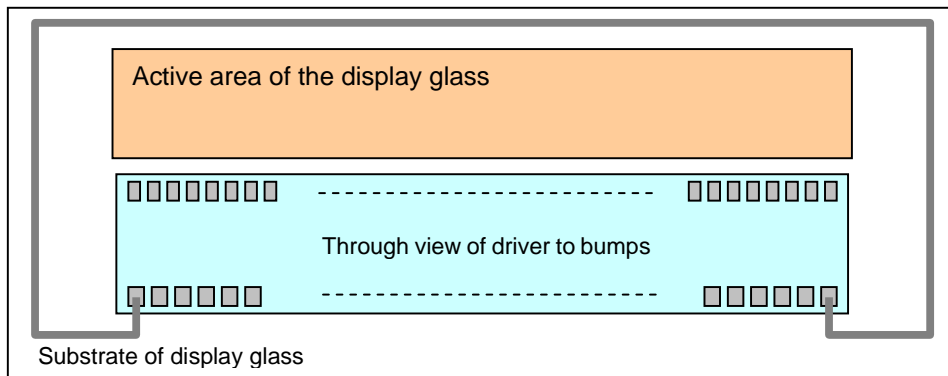 Active area of the display glass
Through view of driver to bumps
Substrate of display glass